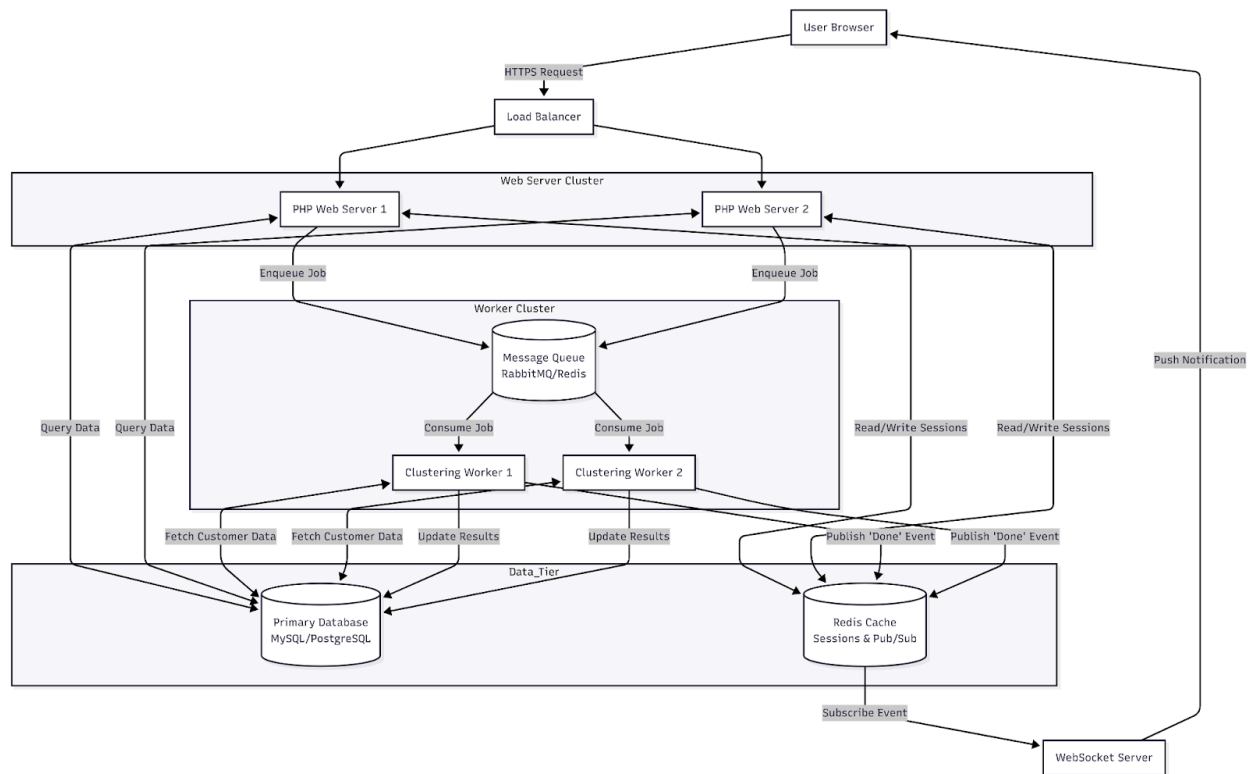 User Browser
HTTPS Request
Load Balancer
Web Server Cluster
PHP Web Server 1
PHP Web Server 2
Enqueue Job
Enqueue Job
Worker Cluster
Message Queue
RabbitMQ/Redis
Push Notification
Query Data
Query Data
Consume Job
Consume Job
Read/Write Sessions
Read/Write Sessions
Clustering Worker 1
Clustering Worker 2
Fetch Customer Data
Fetch Customer Data
Update Results
Update Results
Publish 'Done' Event
Publish 'Done' Event
Data_Tier
Primary Database
MySQL/PostgreSQL
Redis Cache
Sessions & Pub/Sub
Subscribe Event
WebSocket Server